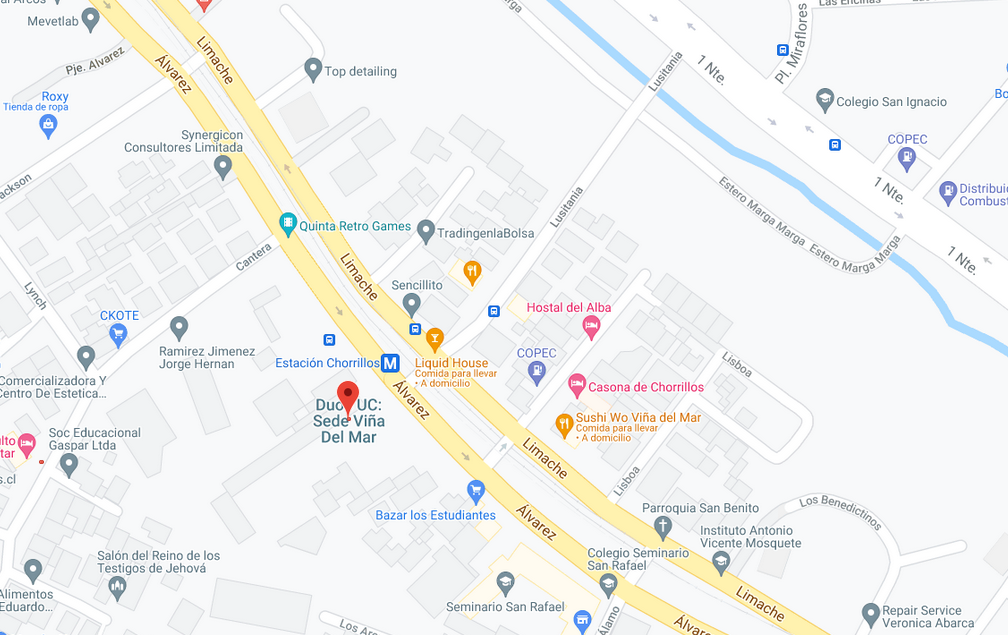 Las Encinas
Mevetlab
Limache
Álvarez
Pje. Alvarez
Lusitania
1 Nte.
Pl. Miraflores
Top detailing
Roxy
Tienda de ropa
Colegio San Ignacio
Synergicon
Consultores Limitada
COPEC
1 Nte.
Estero Marga Marga
Estero Marga Marga
1 Nte.
Lusitania
Quinta Retro Games
TradingenlaBolsa
Cantera
Limache
Lynch
Sencillito
Hostal del Alba
CKOTE
Ramirez Jimenez
Jorge Hernan
Estación Chorrillos
M
Liquid House
Comida para llevar
• A domicilio
COPEC
Lisboa
Comercializadora Y
Centro De Estetica...
Casona de Chorrillos
Álvarez
Duoc UC:
Sede Viña
Del Mar
Sushi Wo Viña del Mar
Comida para llevar
• A domicilio
Soc Educacional
Gaspar Ltda
Limache
Lisboa
Bazar los Estudiantes
Álvarez
Parroquia San Benito
Los Benedictinos
Instituto Antonio
Vicente Mosquete
Salón del Reino de los
Testigos de Jehová
Colegio Seminario
San Rafael
Alimentos
Eduardo...
Seminario San Rafael
Limache
Repair Service
Veronica Abarca
Álamo